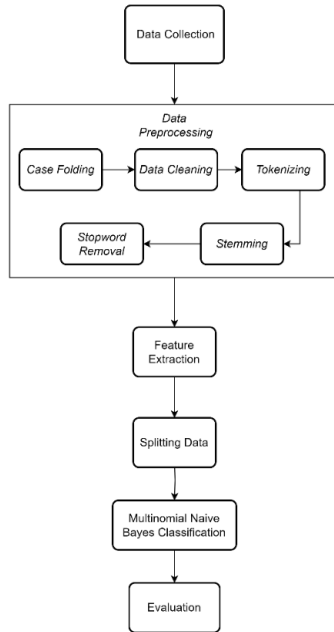 Data Collection
Data
Preprocessing
Case Folding
Data Cleaning
Tokenizing
Stemming
Stopword
Removal
Feature
Extraction
Splitting Data
Multinomial Naive
Bayes Classification
Evaluation